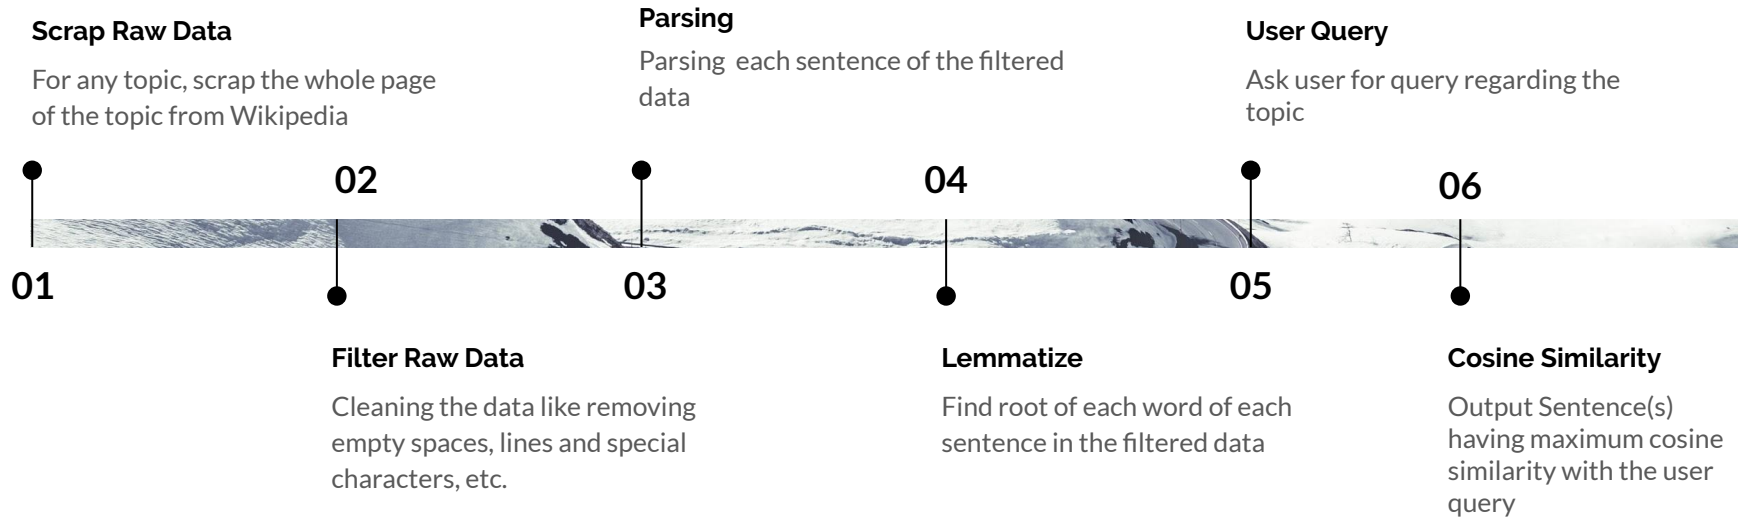 Scrap Raw Data
For any topic, scrap the whole page
of the topic from Wikipedia
01
02
Filter Raw Data
Cleaning the data like removing
empty spaces, lines and special
characters, etc.
Parsing
Parsing  each sentence of the filtered
data
03
04
Lemmatize
Find root of each word of each
sentence in the filtered data
User Query
Ask user for query regarding the
topic
05
06
Cosine Similarity
Output Sentence(s)
having maximum cosine
similarity with the user
query